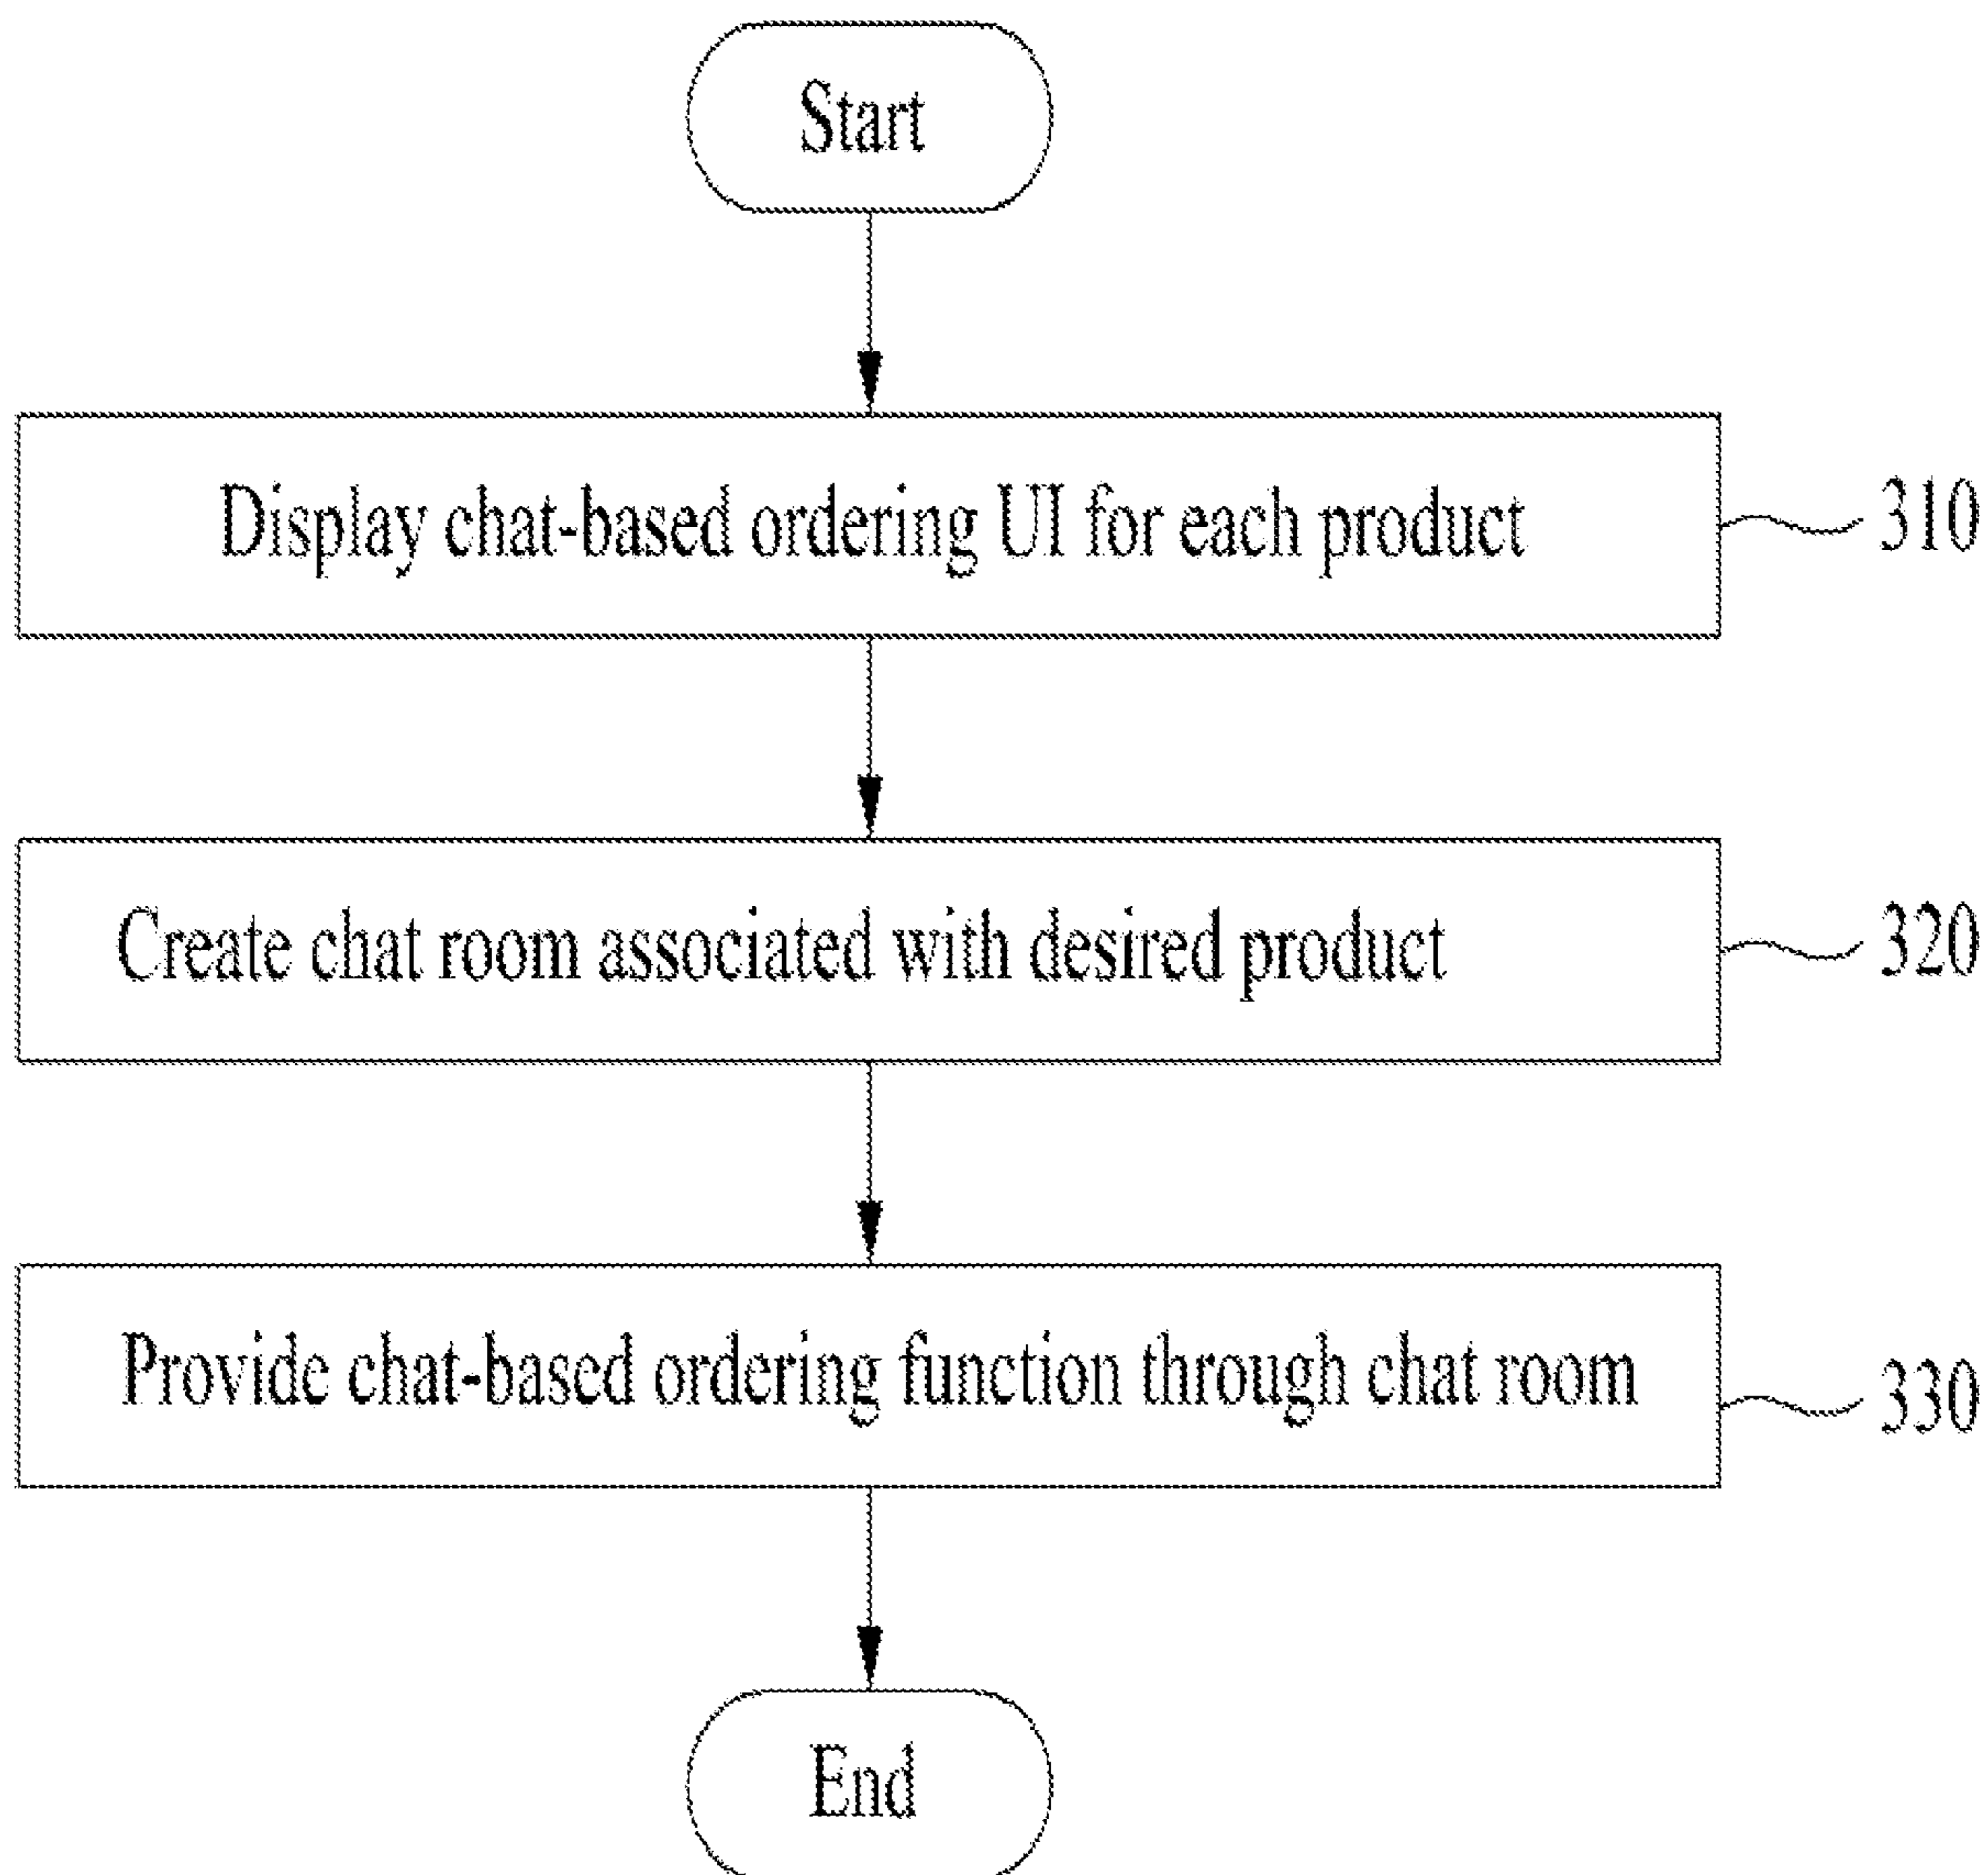 Start
Display chat-based ordering UI for each product
310
Create chat room associated with desired product
320
Provide chat-based ordering function through chat room
330
End